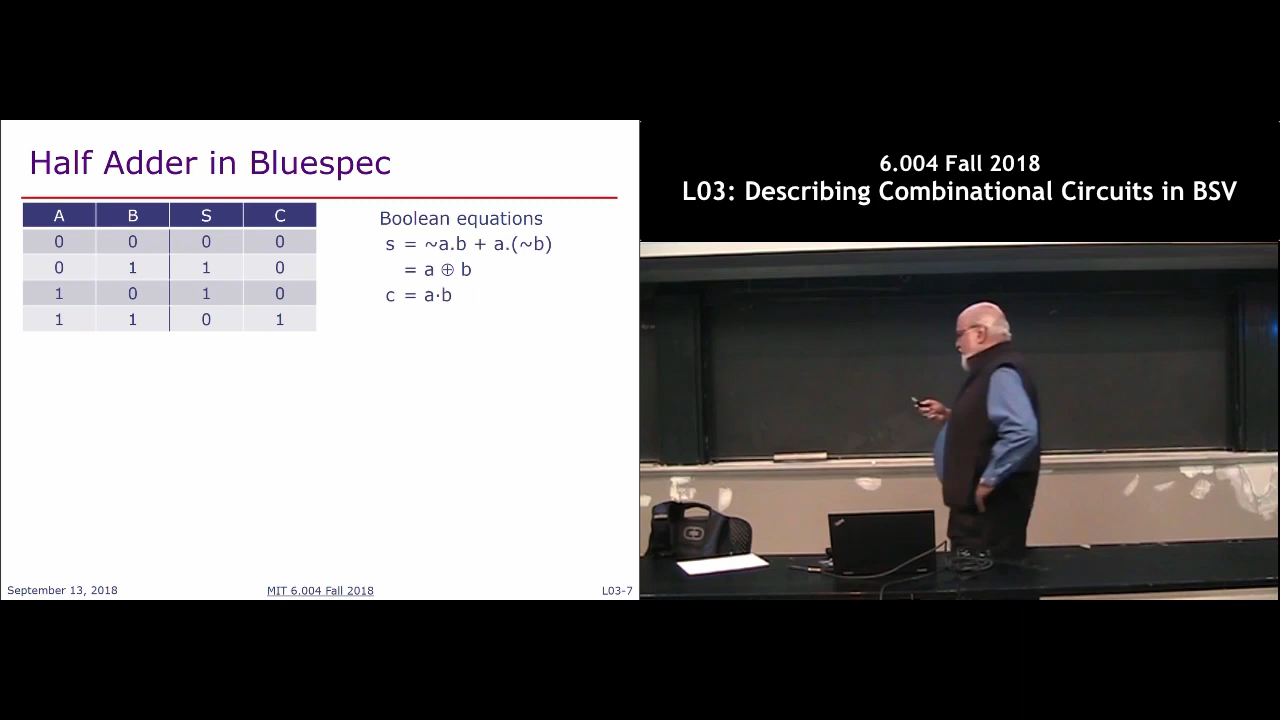 Half Adder in Bluespec
A B S C
0 0 0 0
0 1 1 0
1 0 1 0
1 1 0 1
Boolean equations
s = ~a.b + a.(~b)
= a ⊕ b
c = a·b
September 13, 2018
MIT 6.004 Fall 2018
L03-7
6.004 Fall 2018
L03: Describing Combinational Circuits in BSV